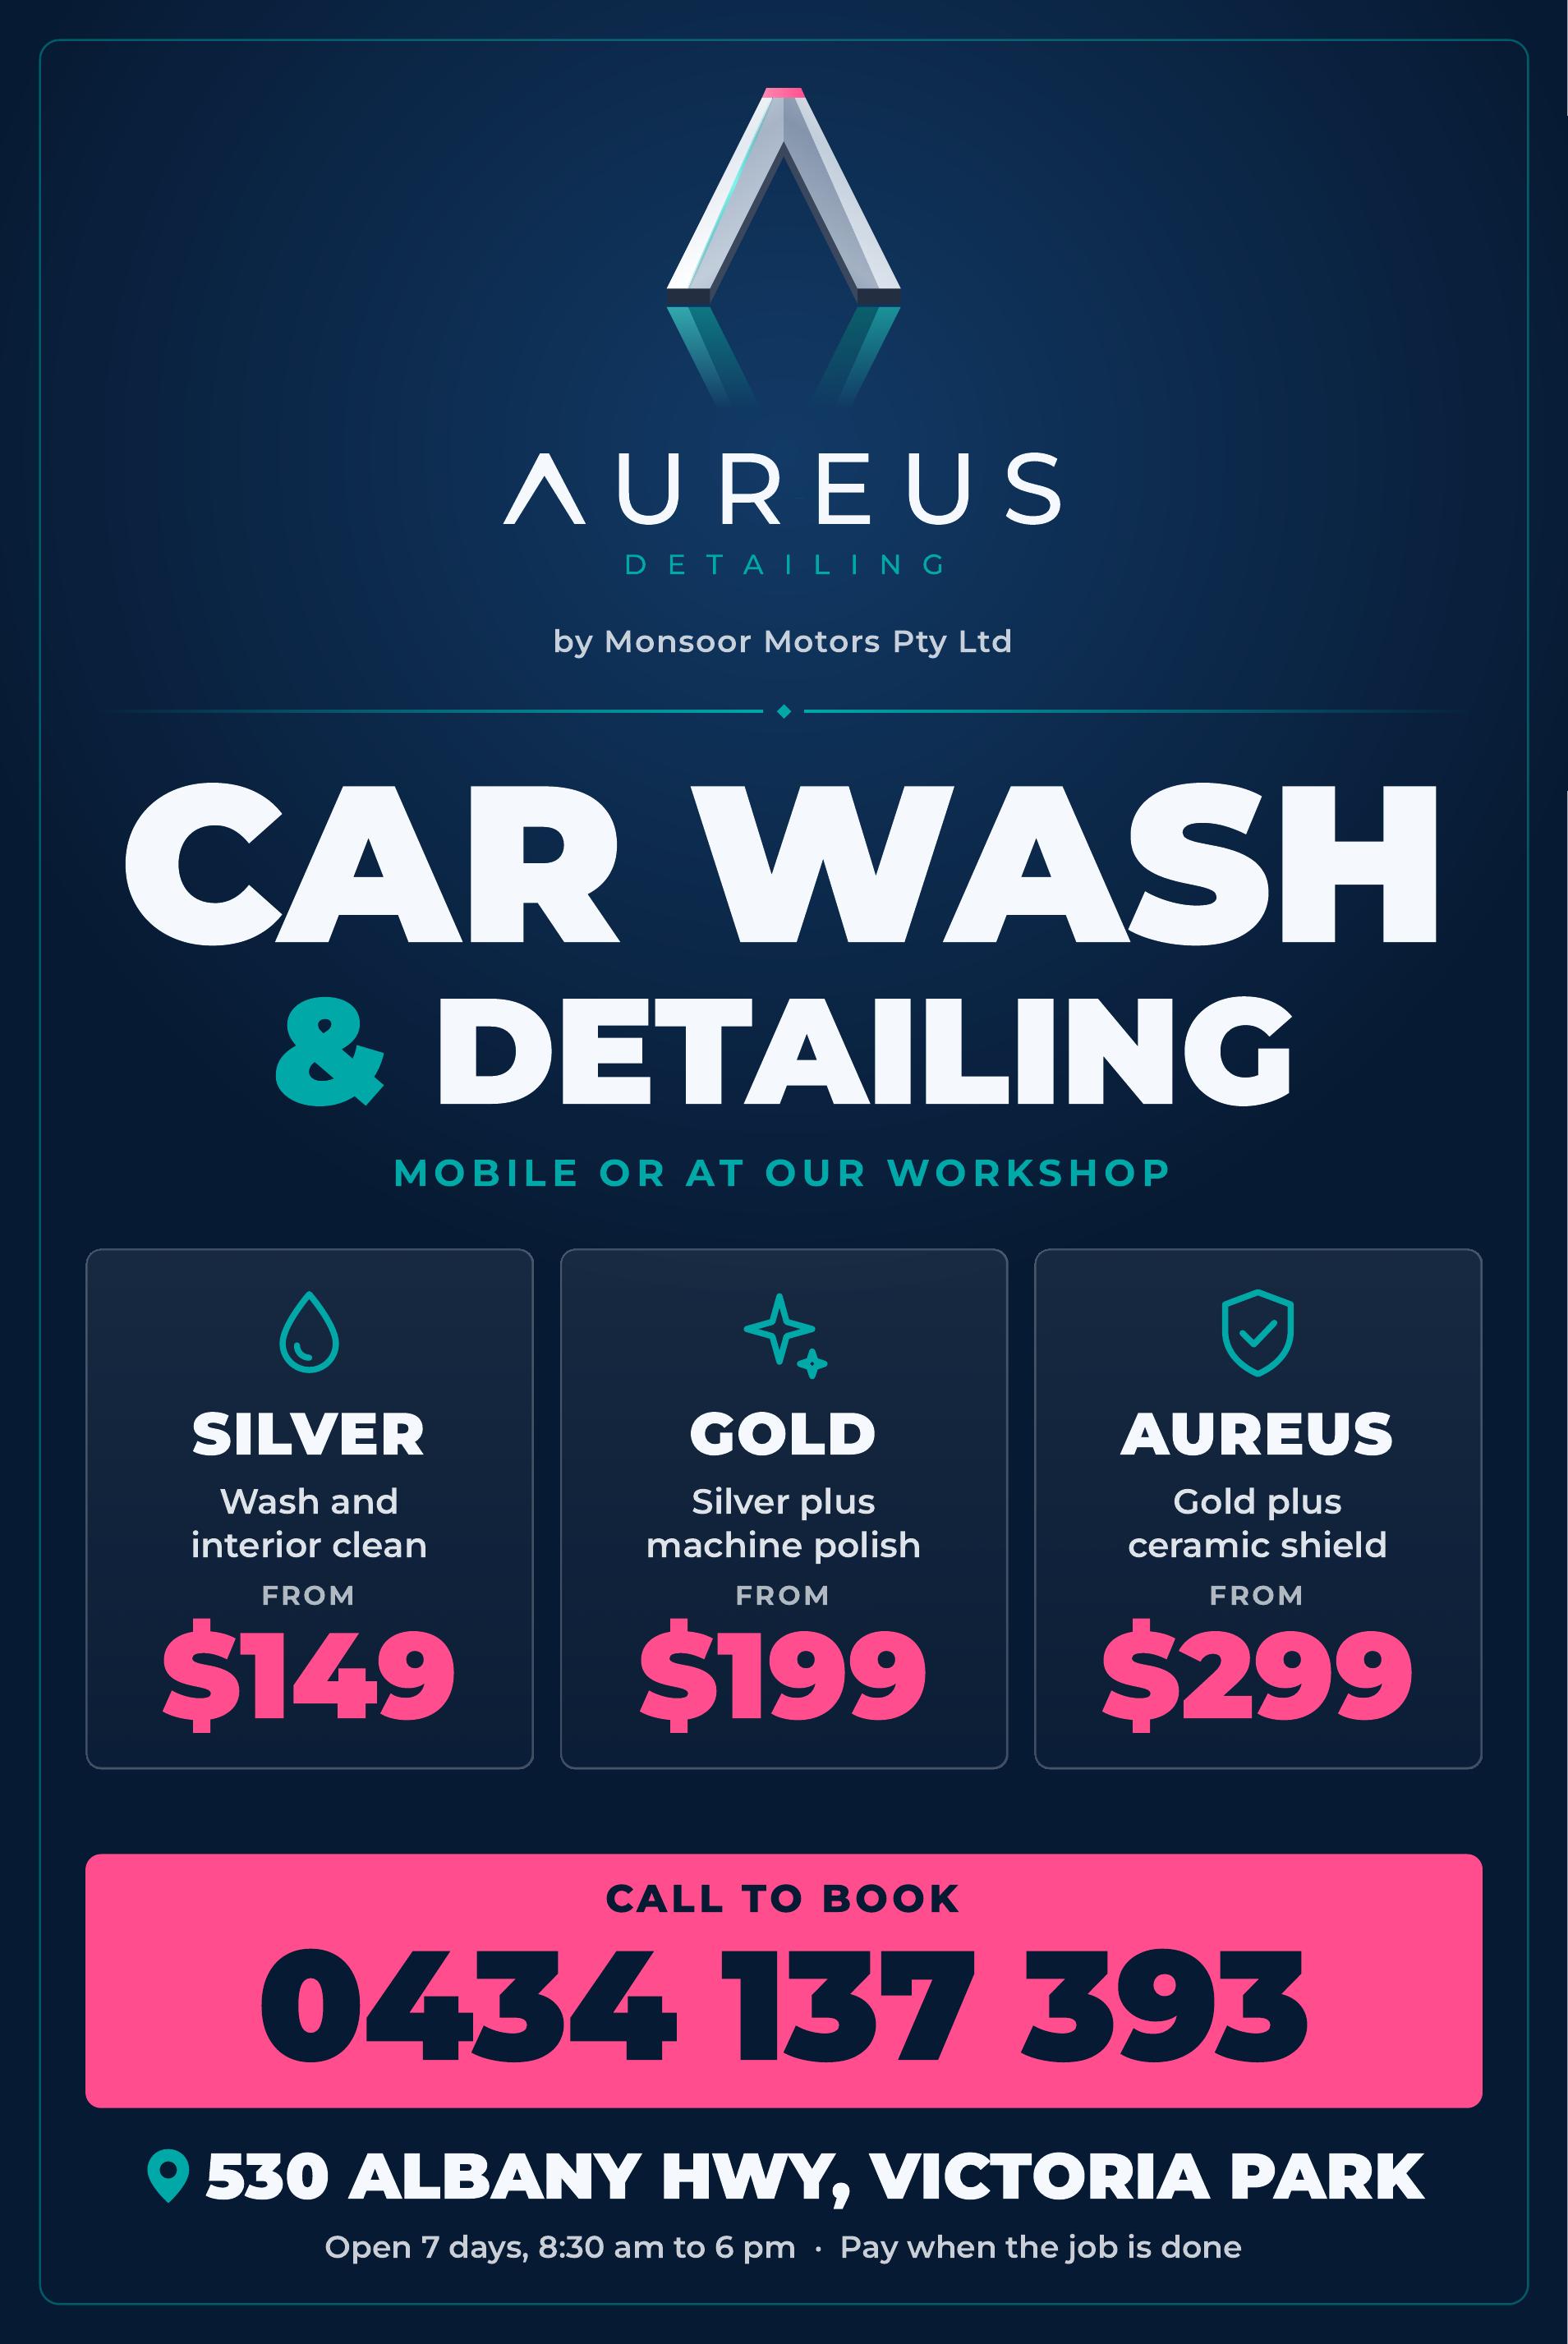 AUREUS
DETAILING
by Monsoor Motors Pty Ltd
CAR WASH
& DETAILING
MOBILE OR AT OUR WORKSHOP
SILVER
Wash and
interior clean
FROM
$149
GOLD
Silver plus
machine polish
FROM
$199
AUREUS
Gold plus
ceramic shield
FROM
$299
CALL TO BOOK
0434 137 393
530 ALBANY HWY, VICTORIA PARK
Open 7 days, 8:30 am to 6 pm · Pay when the job is done